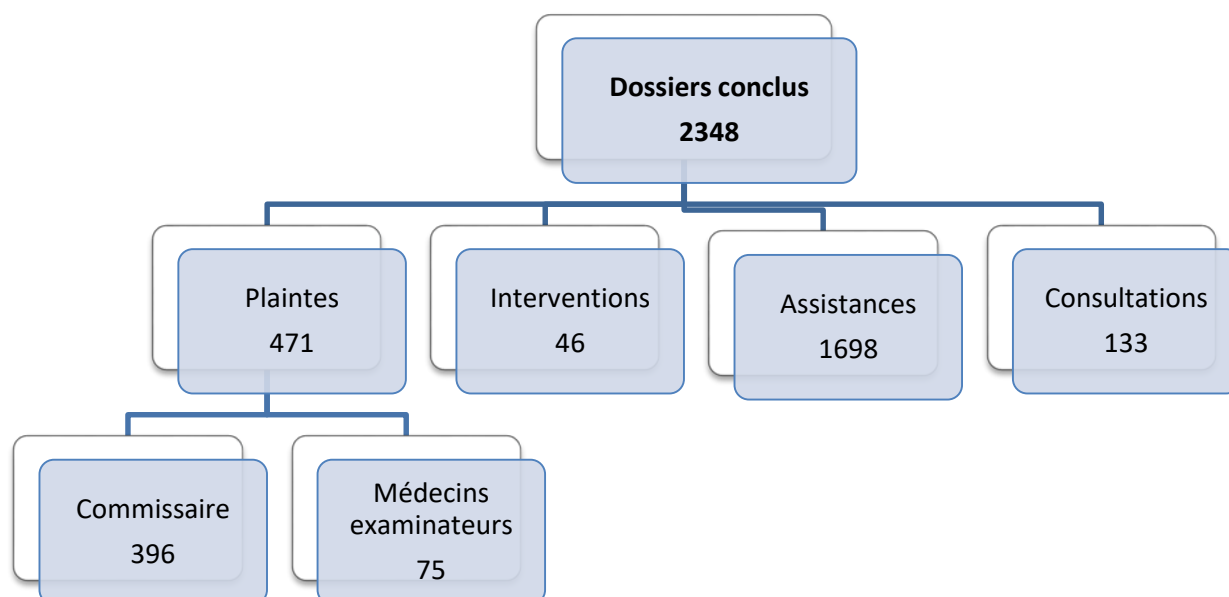 Dossiers conclus
2348
Plaintes
471
Interventions
46
Assistances
1698
Consultations
133
Commissaire
396
Médecins
examinateurs
75